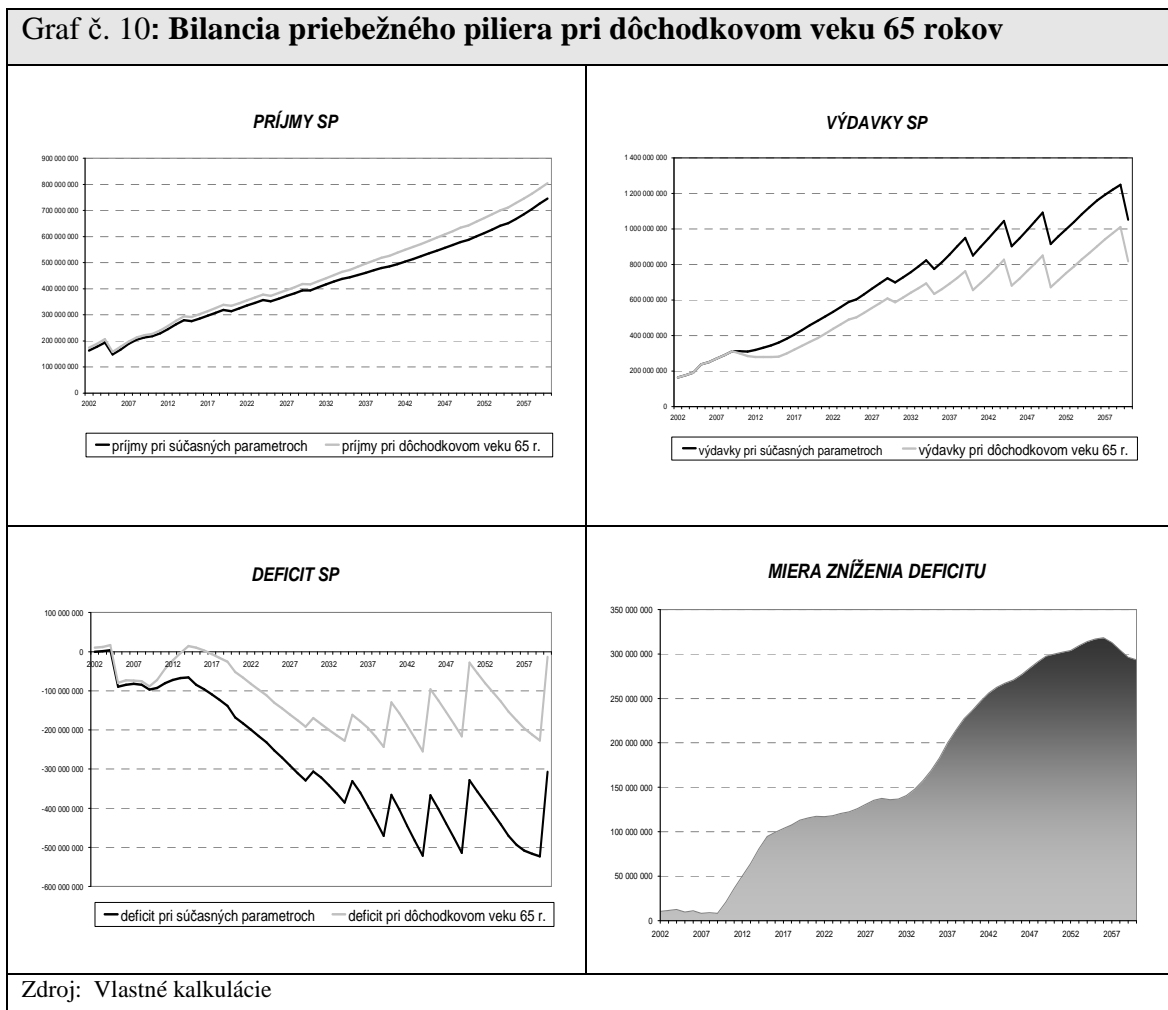 Graf č. 10: Bilancia priebežného piliera pri dôchodkovom veku 65 rokov
PRÍJMY SP
900 000 000
800 000 000
700 000 000
600 000 000
500 000 000
400 000 000
300 000 000
200 000 000
100 000 000
0
2002 2007 2012 2017 2022 2027 2032 2037 2042 2047 2052 2057
príjmy pri súčasných parametroch príjmy pri dôchodkovom veku 65 r.
VÝDAVKY SP
1 400 000 000
1 200 000 000
1 000 000 000
800 000 000
600 000 000
400 000 000
200 000 000
0
2002 2007 2012 2017 2022 2027 2032 2037 2042 2047 2052 2057
výdavky pri súčasných parametroch výdavky pri dôchodkovom veku 65 r.
DEFICIT SP
100 000 000
0
2002 2007 2012 2017 2022 2027 2032 2037 2042 2047 2052 2057
-100 000 000
-200 000 000
-300 000 000
-400 000 000
-500 000 000
-600 000 000
deficit pri súčasných parametroch deficit pri dôchodkovom veku 65 r.
MIERA ZNÍŽENIA DEFICITU
350 000 000
300 000 000
250 000 000
200 000 000
150 000 000
100 000 000
50 000 000
0
2002 2007 2012 2017 2022 2027 2032 2037 2042 2047 2052 2057
Zdroj: Vlastné kalkulácie